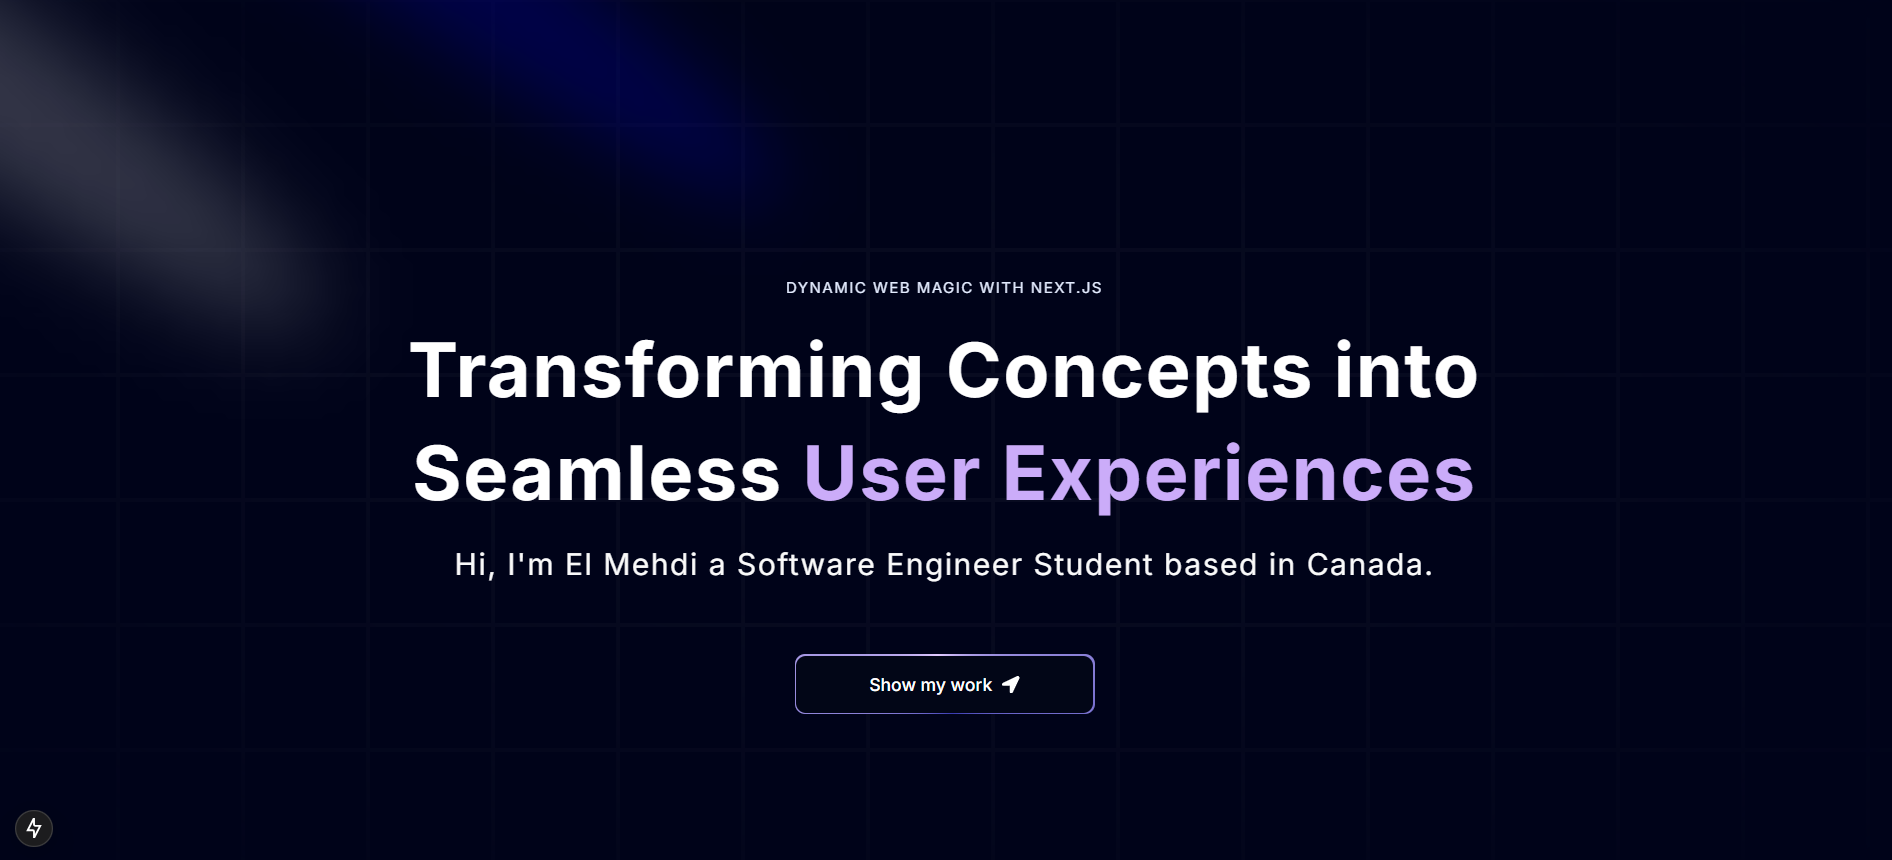 DYNAMIC WEB MAGIC WITH NEXT.JS
Transforming Concepts into
Seamless User Experiences
Hi, I'm El Mehdi a Software Engineer Student based in Canada.
Show my work